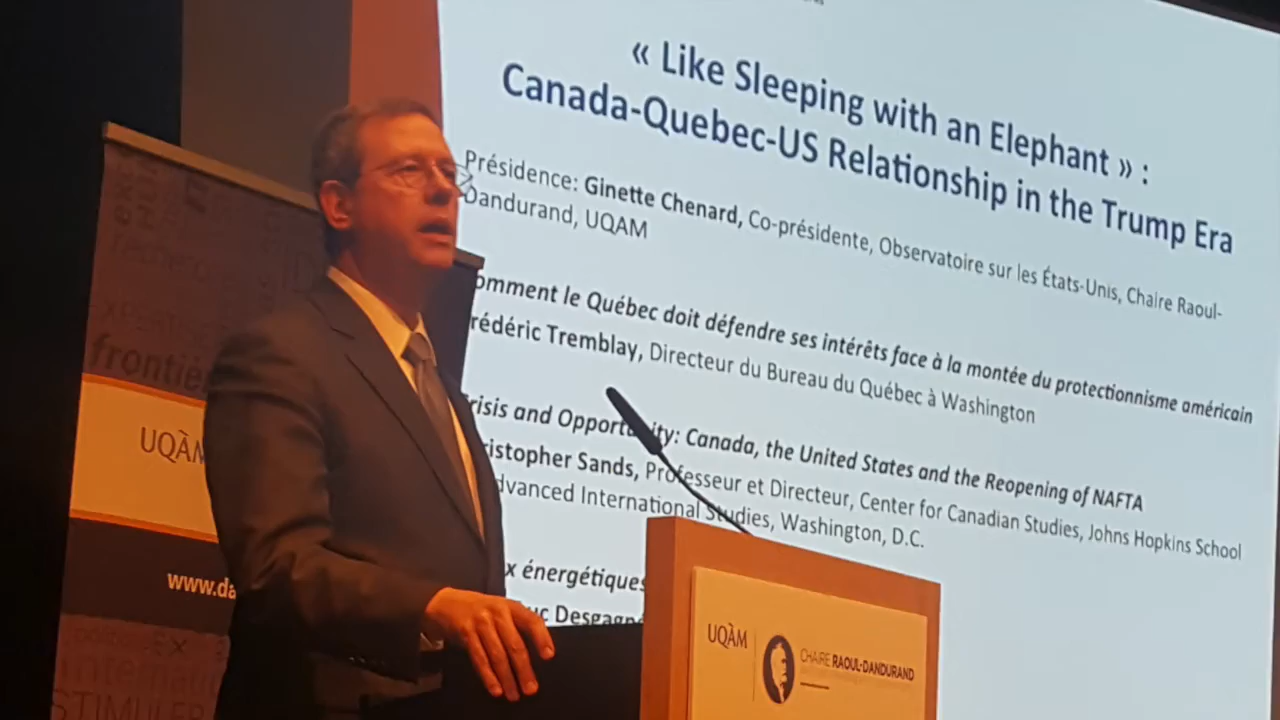 « Like Sleeping with an Elephant » :
Canada-Quebec-US Relationship in the Trump Era
Présidence: Ginette Chenard, Co-présidente, Observatoire sur les États-Unis, Chaire Raoul-
Dandurand, UQAM
omment le Québec doit défendre ses intérêts face à la montée du protectionnisme américain
rédéric Tremblay, Directeur du Bureau du Québec à Washington
risis and Opportunity: Canada, the United States and the Reopening of NAFTA
ristopher Sands, Professeur et Directeur, Center for Canadian Studies, Johns Hopkins School
dvanced International Studies, Washington, D.C.
x énergétiques
uc Desgagn
frontiè
UQÀM
www.da
STIMULER
UQÀM
CHAIRE RAOUL-DANDURAND